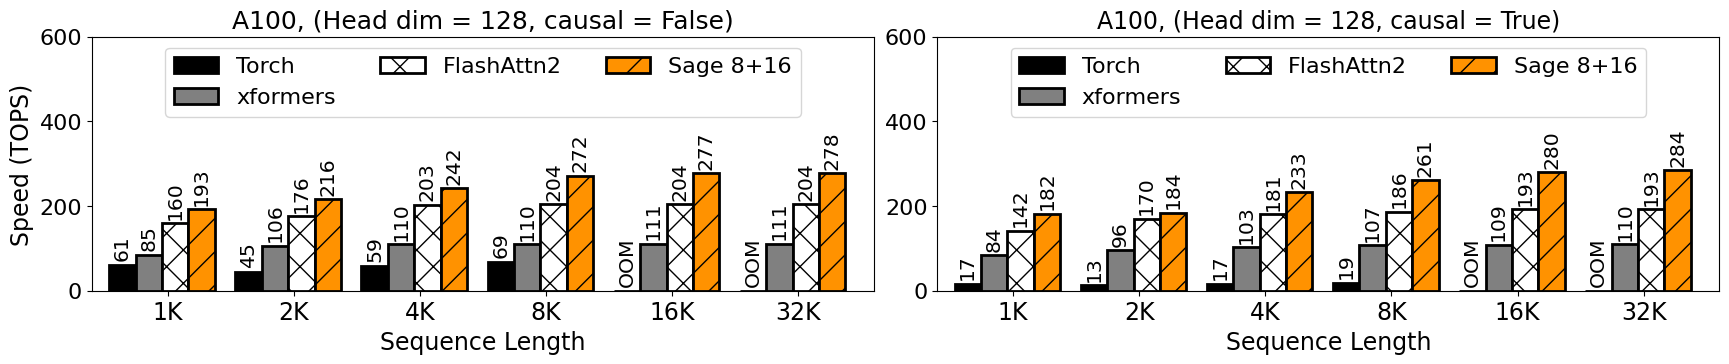 A100, (Head dim = 128, causal = False)
Speed (TOPS)
600
400
200
0
Torch
FlashAttn2
Sage 8+16
xformers
61
85
160
193
45
106
176
216
59
110
203
242
69
110
204
272
OOM
111
204
277
OOM
111
204
278
1K
2K
4K
8K
16K
32K
Sequence Length
A100, (Head dim = 128, causal = True)
600
400
200
0
Torch
FlashAttn2
Sage 8+16
xformers
17
84
142
182
13
96
170
184
17
103
181
233
19
107
186
261
OOM
109
193
280
OOM
110
193
284
1K
2K
4K
8K
16K
32K
Sequence Length